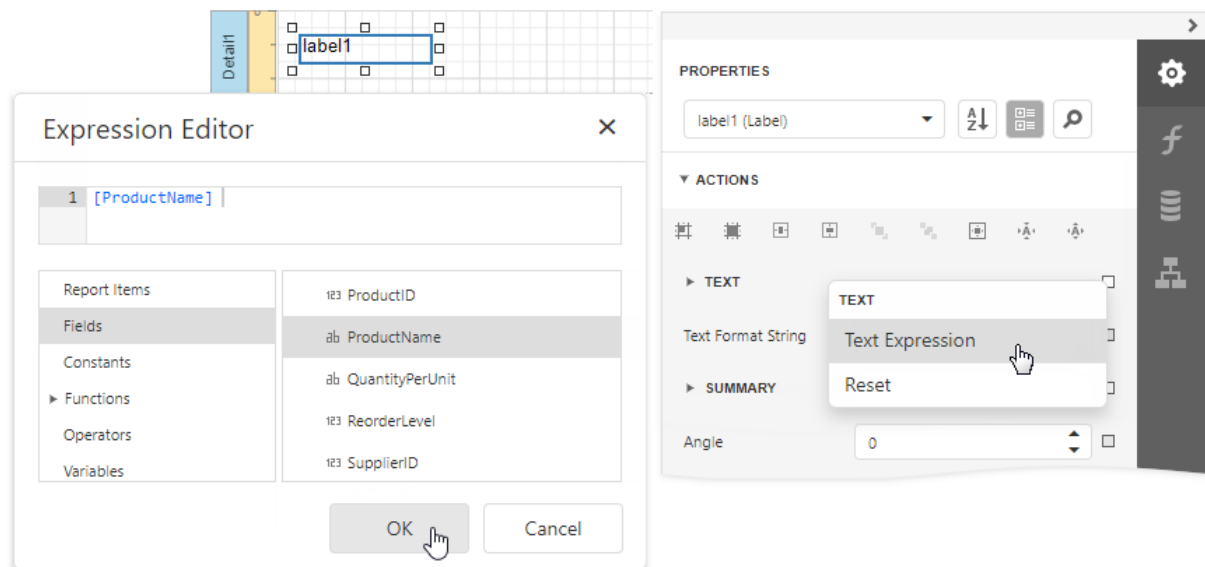 Detail1
label1
Expression Editor
1 [ProductName]
Report Items
Fields
Constants
Functions
Operators
Variables
123 ProductID
ab ProductName
ab QuantityPerUnit
123 ReorderLevel
123 SupplierID
OK
Cancel
PROPERTIES
label1 (Label)
A
Z
ACTIONS
A
A
TEXT
Text Format String
SUMMARY
Angle
0
TEXT
Text Expression
Reset